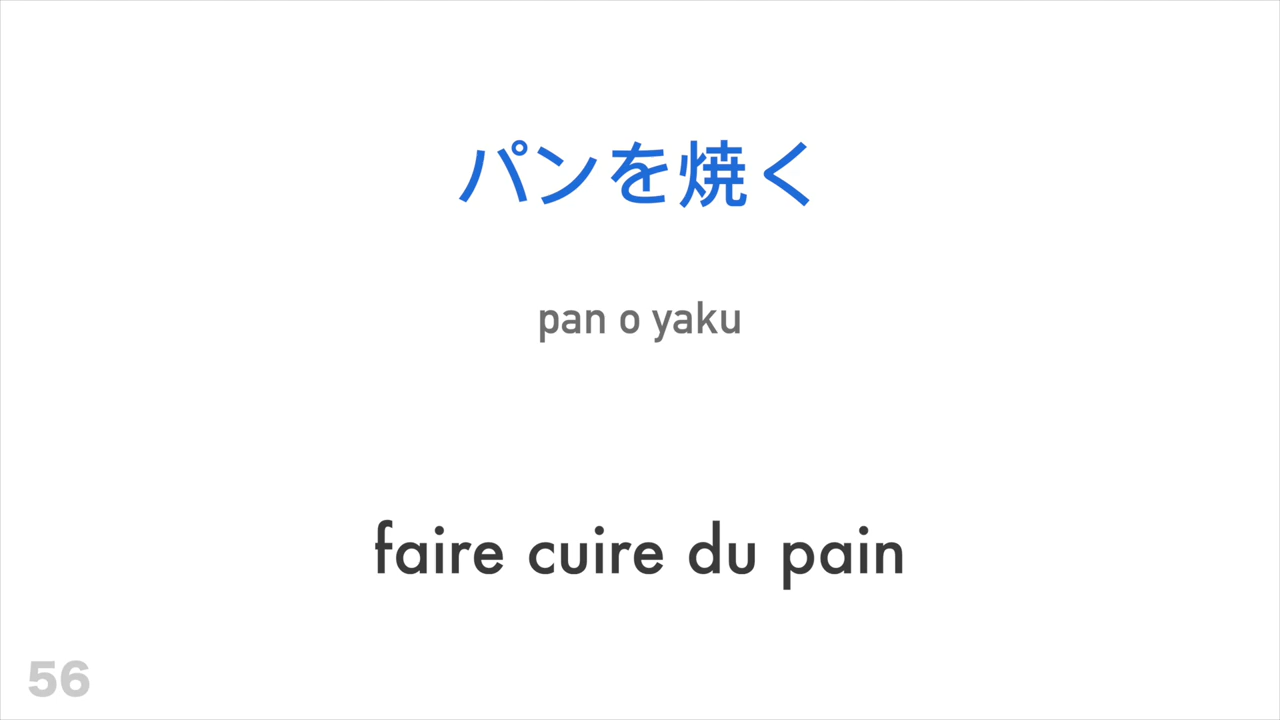 パンを焼く
pan o yaku
faire cuire du pain
56